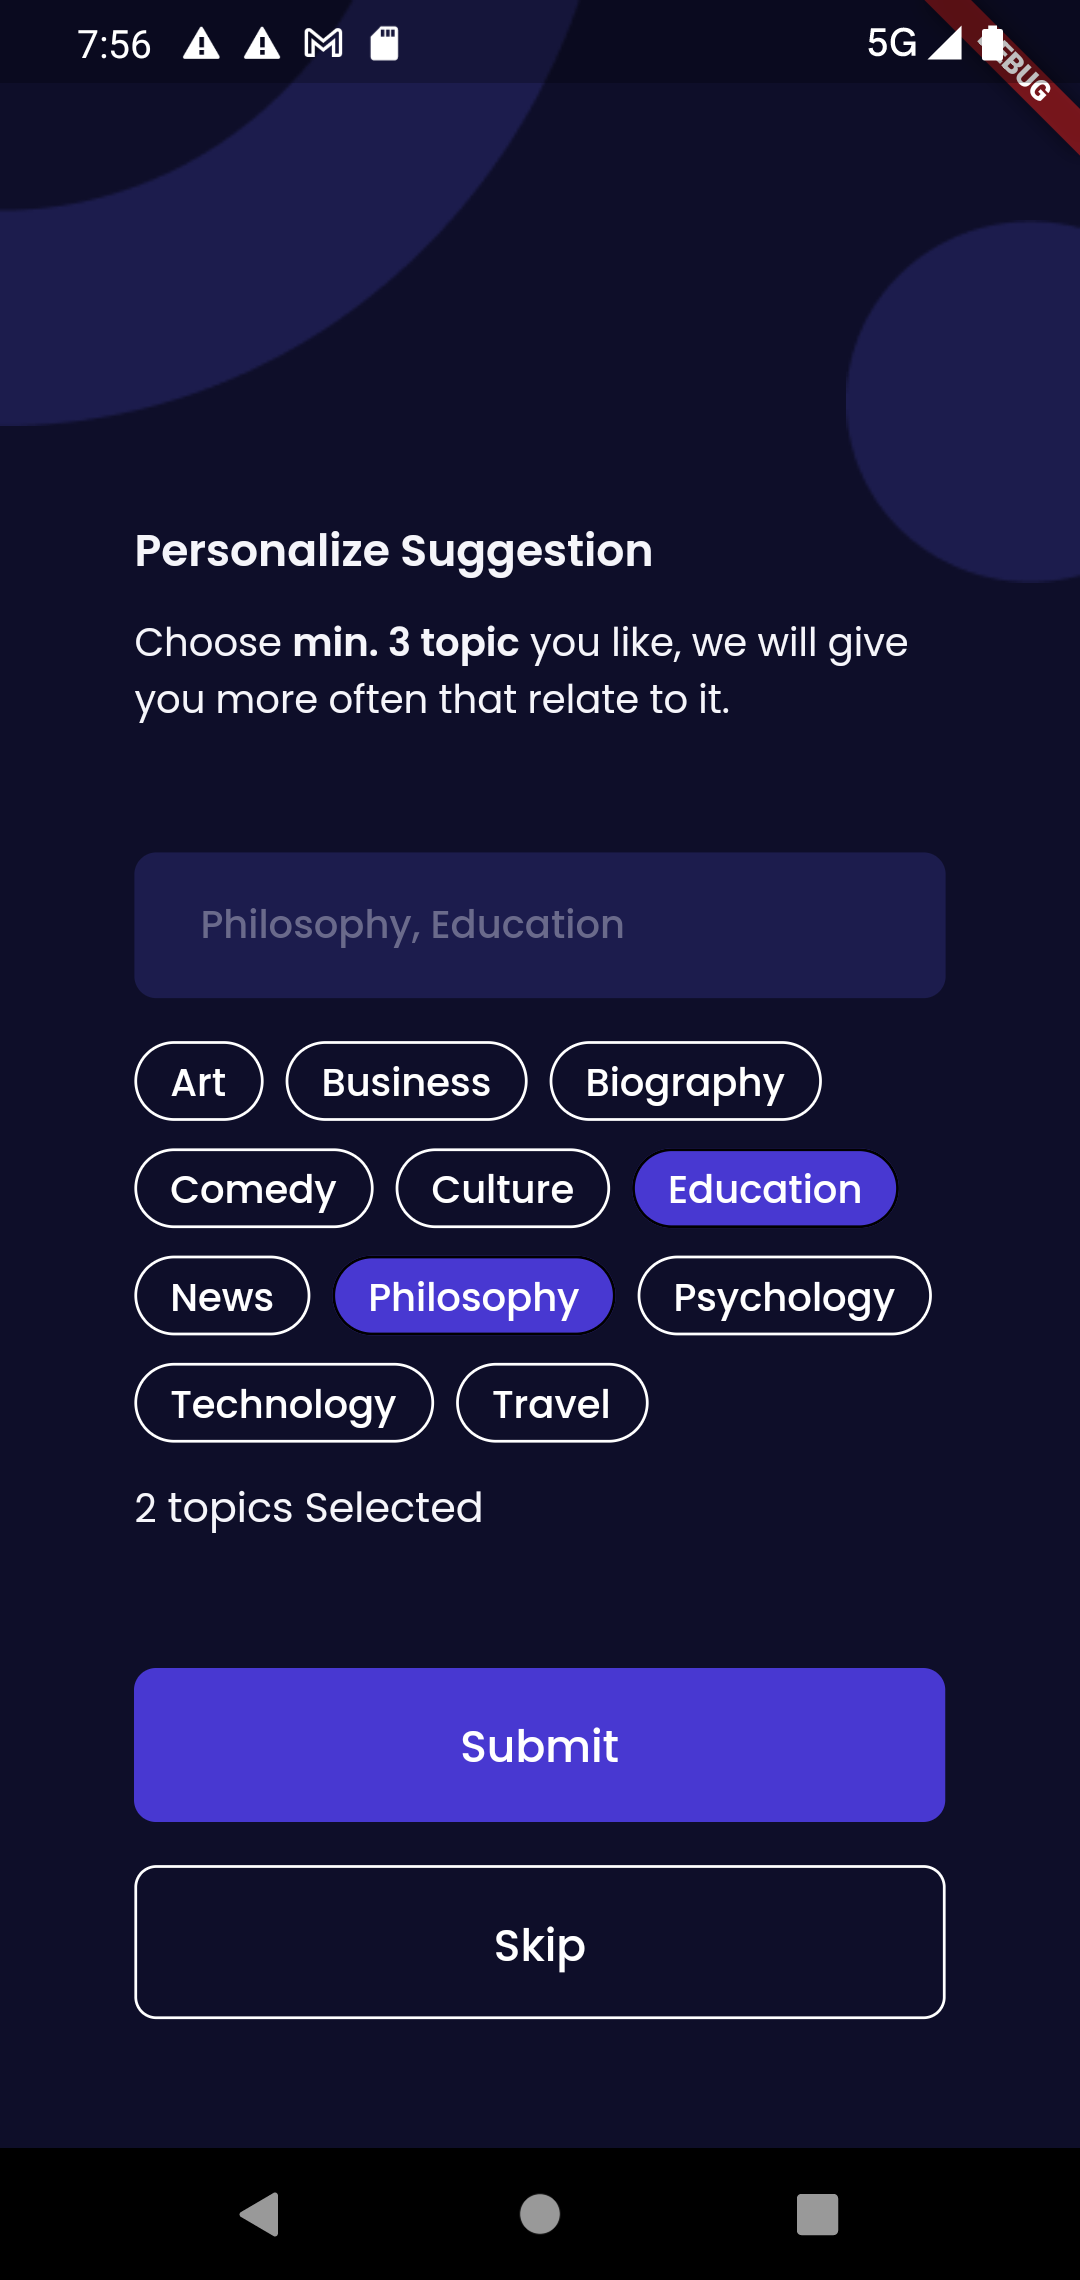 7:56 5G
EBUG
Personalize Suggestion
Choose min. 3 topic you like, we will give
you more often that relate to it.
Philosophy, Education
Art Business Biography
Comedy Culture Education
News Philosophy Psychology
Technology Travel
2 topics Selected
Submit
Skip